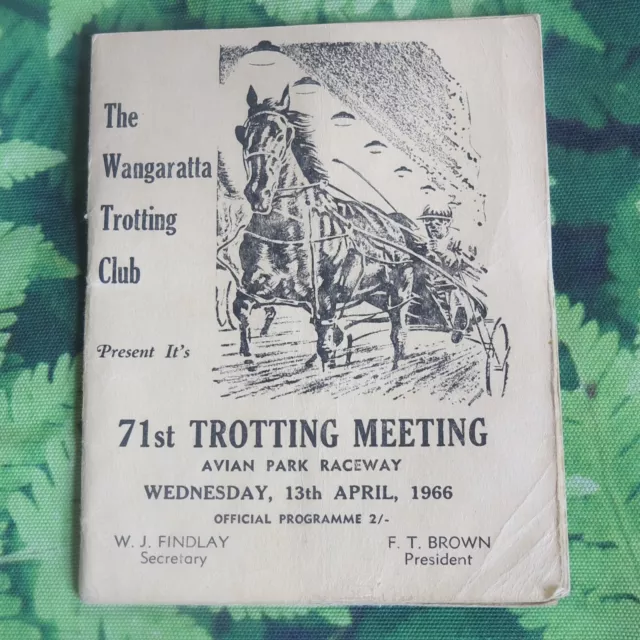 The
Wangaratta
Trotting
Club
Present It's
71st TROTTING MEETING
AVIAN PARK RACEWAY
WEDNESDAY, 13th APRIL, 1966
OFFICIAL PROGRAMME 2/-
W. J. FINDLAY
Secretary
F. T. BROWN
President